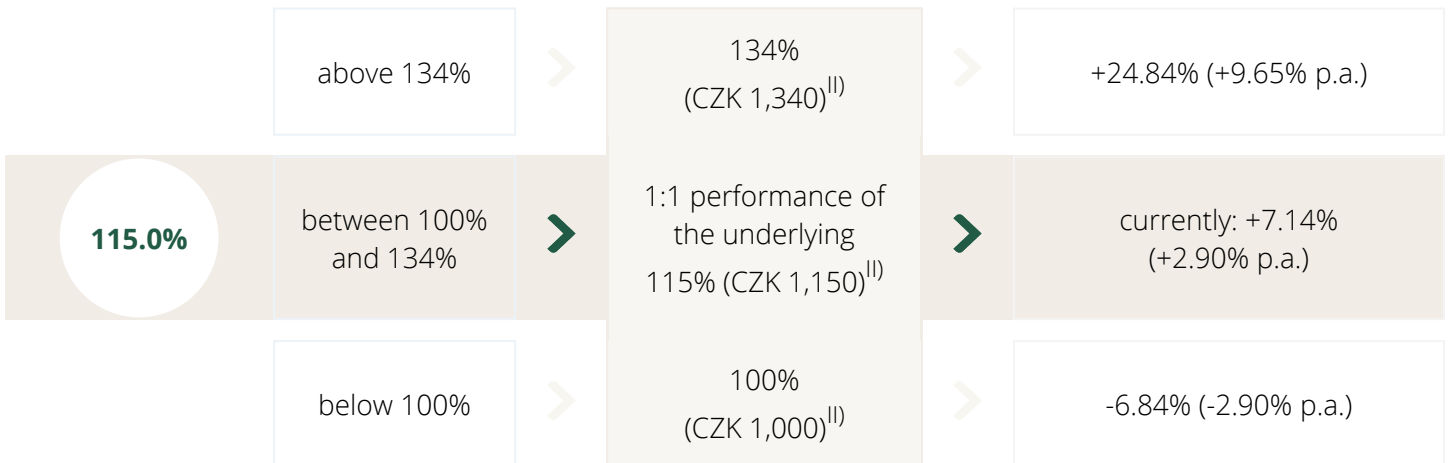 above 134%
134%
(CZK 1,340)II)
+24.84% (+9.65% p.a.)
115.0%
between 100%
and 134%
1:1 performance of
the underlying
115% (CZK 1,150)II)
currently: +7.14%
(+2.90% p.a.)
below 100%
100%
(CZK 1,000)II)
-6.84% (-2.90% p.a.)